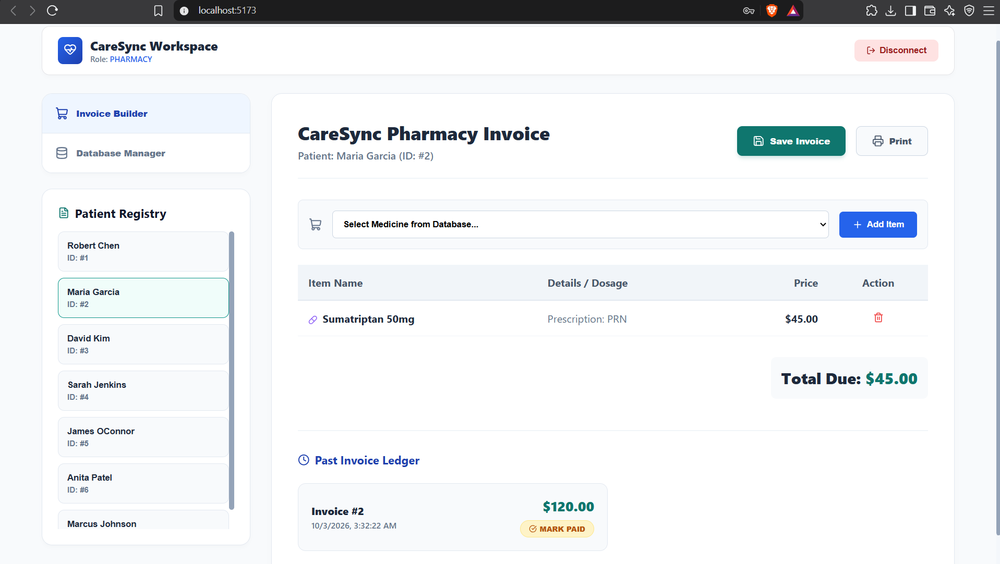 localhost:5173
CareSync Workspace
Role: PHARMACY
Disconnect
Invoice Builder
Database Manager
Patient Registry
Robert Chen
ID: #1
Maria Garcia
ID: #2
David Kim
ID: #3
Sarah Jenkins
ID: #4
James OConnor
ID: #5
Anita Patel
ID: #6
Marcus Johnson
CareSync Pharmacy Invoice
Patient: Maria Garcia (ID: #2)
Save Invoice
Print
Select Medicine from Database...
Add Item
Item Name Details / Dosage Price Action
Sumatriptan 50mg Prescription: PRN $45.00
Total Due: $45.00
Past Invoice Ledger
Invoice #2
10/3/2026, 3:32:22 AM
$120.00
MARK PAID